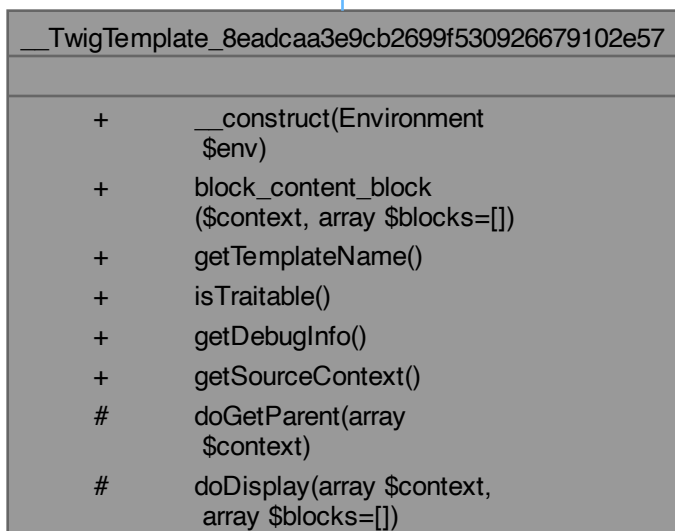 __TwigTemplate_8eadcaa3e9cb2699f530926679102e57
+ __construct(Environment
$env)
+ block_content_block
($context, array $blocks=[])
+ getTemplateName()
+ isTraitable()
+ getDebugInfo()
+ getSourceContext()
# doGetParent(array
$context)
# doDisplay(array $context,
array $blocks=[])